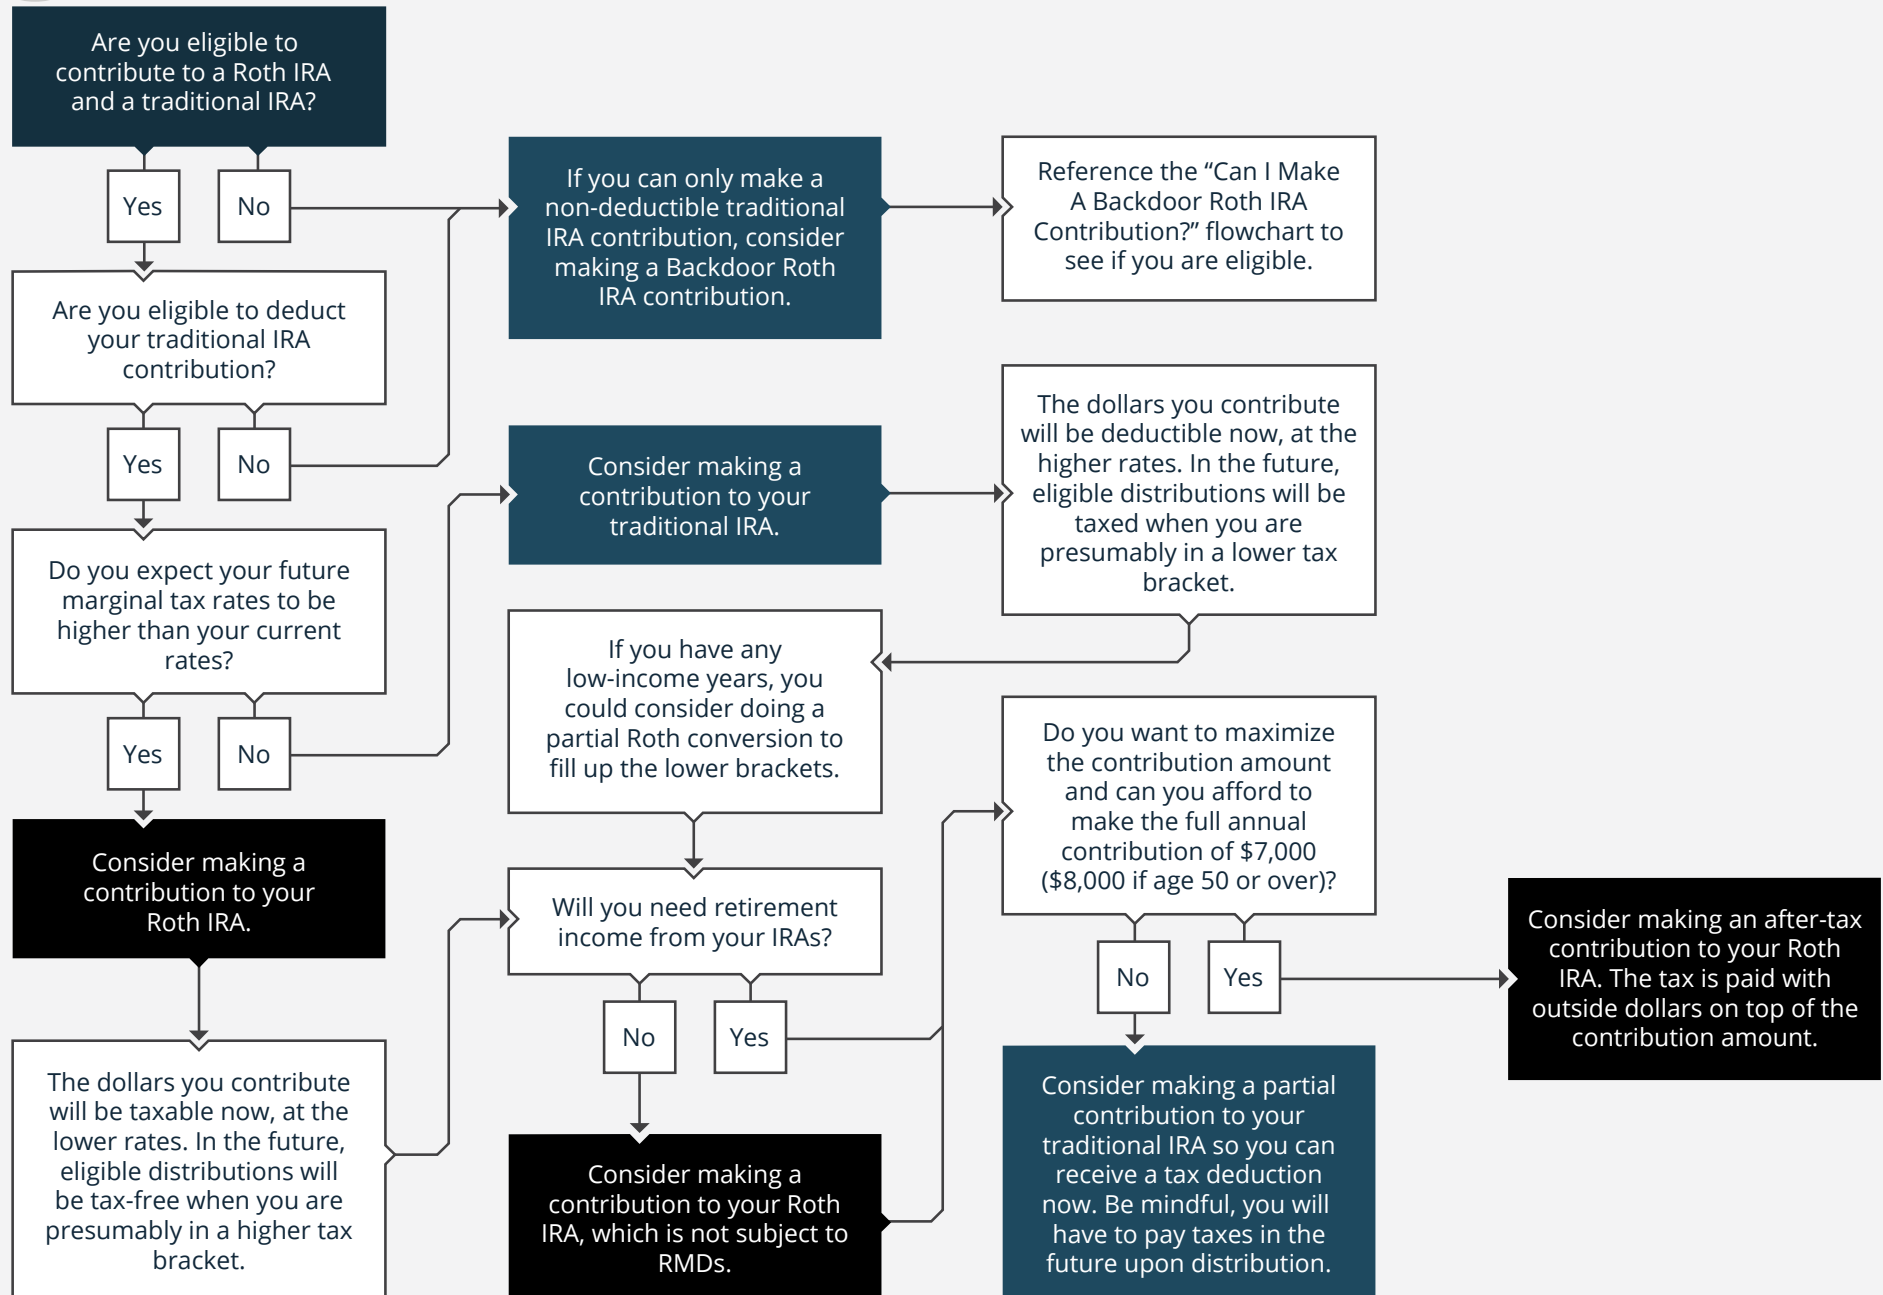 Are you eligible to
contribute to a Roth IRA
and a traditional IRA?
Yes
No
If you can only make a
non-deductible traditional
IRA contribution, consider
making a Backdoor Roth
IRA contribution.
Reference the “Can I Make
A Backdoor Roth IRA
Contribution?” flowchart to
see if you are eligible.
Are you eligible to deduct
your traditional IRA
contribution?
Yes
No
Consider making a
contribution to your
traditional IRA.
The dollars you contribute
will be deductible now, at the
higher rates. In the future,
eligible distributions will be
taxed when you are
presumably in a lower tax
bracket.
Do you expect your future
marginal tax rates to be
higher than your current
rates?
Yes
No
If you have any
low-income years, you
could consider doing a
partial Roth conversion to
fill up the lower brackets.
Consider making a
contribution to your
Roth IRA.
The dollars you contribute
will be taxable now, at the
lower rates. In the future,
eligible distributions will
be tax-free when you are
presumably in a higher tax
bracket.
Will you need retirement
income from your IRAs?
No
Yes
Consider making a
contribution to your Roth
IRA, which is not subject to
RMDs.
Do you want to maximize
the contribution amount
and can you afford to
make the full annual
contribution of $7,000
($8,000 if age 50 or over)?
No
Yes
Consider making a partial
contribution to your
traditional IRA so you can
receive a tax deduction
now. Be mindful, you will
have to pay taxes in the
future upon distribution.
Consider making an after-tax
contribution to your Roth
IRA. The tax is paid with
outside dollars on top of the
contribution amount.